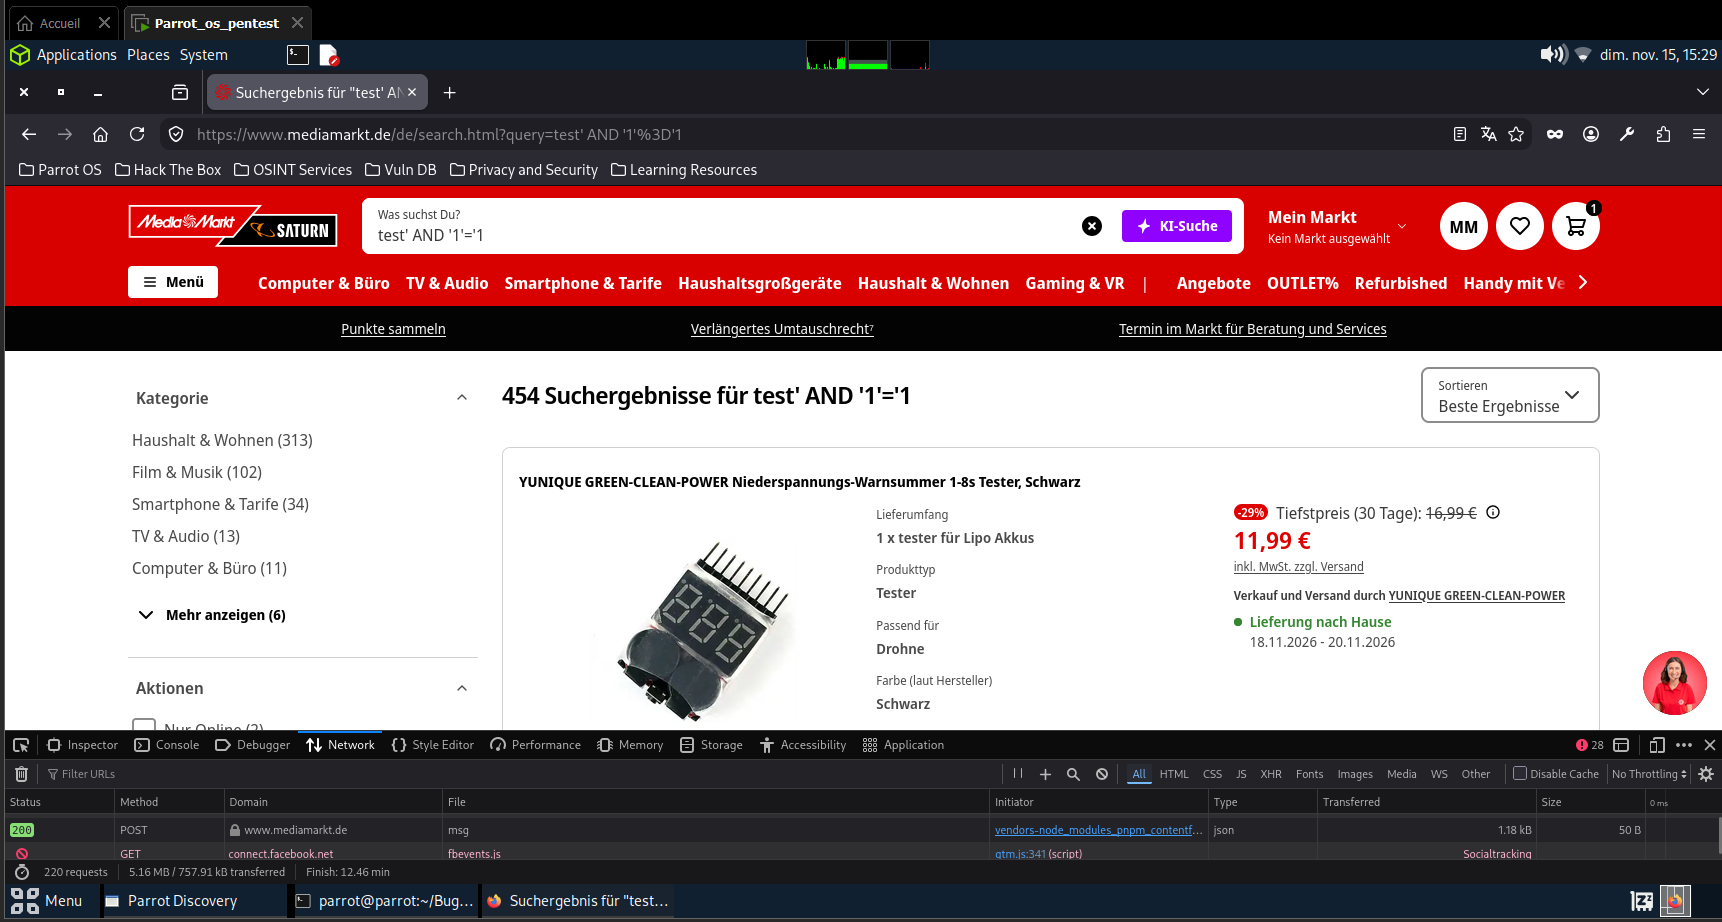 Accueil
Parrot_os_pentest
Applications Places System
dim. nov. 15, 15:29
Suchergebnis für "test' AN
https://www.mediamarkt.de/de/search.html?query=test' AND '1'%3D'1
Parrot OS Hack The Box OSINT Services Vuln DB Privacy and Security Learning Resources
MediaMarkt SATURN
Was suchst Du?
test' AND '1'='1
KI-Suche
Mein Markt
Kein Markt ausgewählt
MM
1
Menü
Computer & Büro TV & Audio Smartphone & Tarife Haushaltsgroßgeräte Haushalt & Wohnen Gaming & VR | Angebote OUTLET% Refurbished Handy mit Ve
Punkte sammeln Verlängertes Umtauschrecht⁷ Termin im Markt für Beratung und Services
Kategorie
Haushalt & Wohnen (313)
Film & Musik (102)
Smartphone & Tarife (34)
TV & Audio (13)
Computer & Büro (11)
Mehr anzeigen (6)
Aktionen
Nur Online (2)
454 Suchergebnisse für test' AND '1'='1
Sortieren
Beste Ergebnisse
YUNIQUE GREEN-CLEAN-POWER Niederspannungs-Warnsummer 1-8s Tester, Schwarz
Lieferumfang
1 x tester für Lipo Akkus
Produkttyp
Tester
Passend für
Drohne
Farbe (laut Hersteller)
Schwarz
-29% Tiefstpreis (30 Tage): 16,99 €
11,99 €
inkl. MwSt. zzgl. Versand
Verkauf und Versand durch YUNIQUE GREEN-CLEAN-POWER
Lieferung nach Hause
18.11.2026 - 20.11.2026
Inspector Console Debugger Network Style Editor Performance Memory Storage Accessibility Application 28
Filter URLs All HTML CSS JS XHR Fonts Images Media WS Other Disable Cache No Throttling
Status Method Domain File Initiator Type Transferred Size 0 ms
200 POST www.mediamarkt.de msg vendors-node_modules_pnpm_contentf... json 1.18 kB 50 B
GET connect.facebook.net fbevents.js gtm.js:341 (script) Socialtracking
220 requests 5.16 MB / 757.91 kB transferred Finish: 12.46 min
Menu Parrot Discovery parrot@parrot:~/Bug... Suchergebnis für "test...